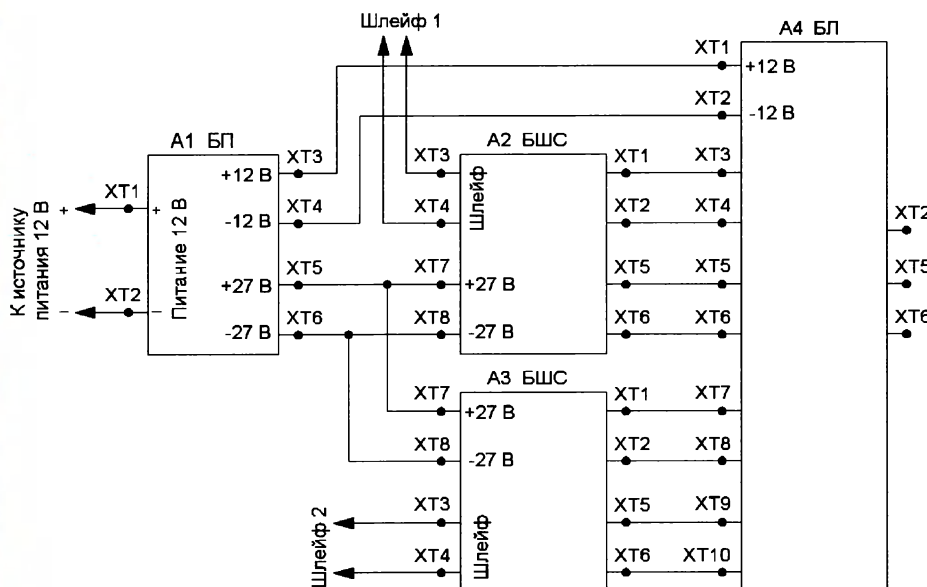 Шлейф 1
А4 БЛ
ХТ1
+12 В
ХТ2
-12 В
А1 БП
А2 БШС
ХТ3
+12 В
ХТ3
ХТ1
ХТ3
ХТ1
+
ХТ4
-12 В
ХТ4
Шлейф
ХТ2
ХТ4
ХТ2
К источнику питания 12 В
+
−
Питание 12 В
ХТ5
+27 В
ХТ7
+27 В
ХТ5
ХТ5
ХТ5
ХТ2
−
ХТ6
-27 В
ХТ8
-27 В
ХТ6
ХТ6
ХТ6
А3 БШС
ХТ7
+27 В
ХТ1
ХТ7
ХТ8
-27 В
ХТ2
ХТ8
Шлейф 2
ХТ3
Шлейф
ХТ5
ХТ9
ХТ4
ХТ6
ХТ10